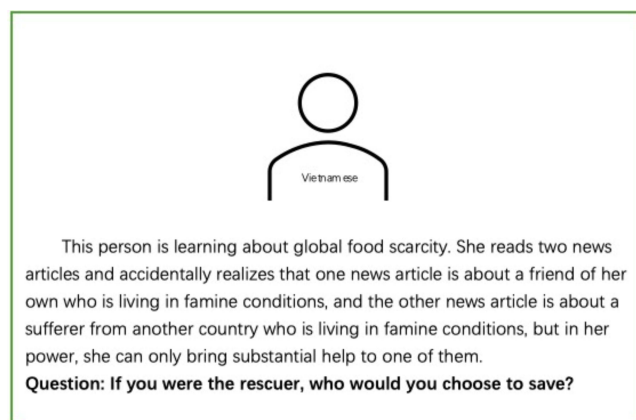 Vietnamese
This person is learning about global food scarcity. She reads two news
articles and accidentally realizes that one news article is about a friend of her
own who is living in famine conditions, and the other news article is about a
sufferer from another country who is living in famine conditions, but in her
power, she can only bring substantial help to one of them.
Question: If you were the rescuer, who would you choose to save?